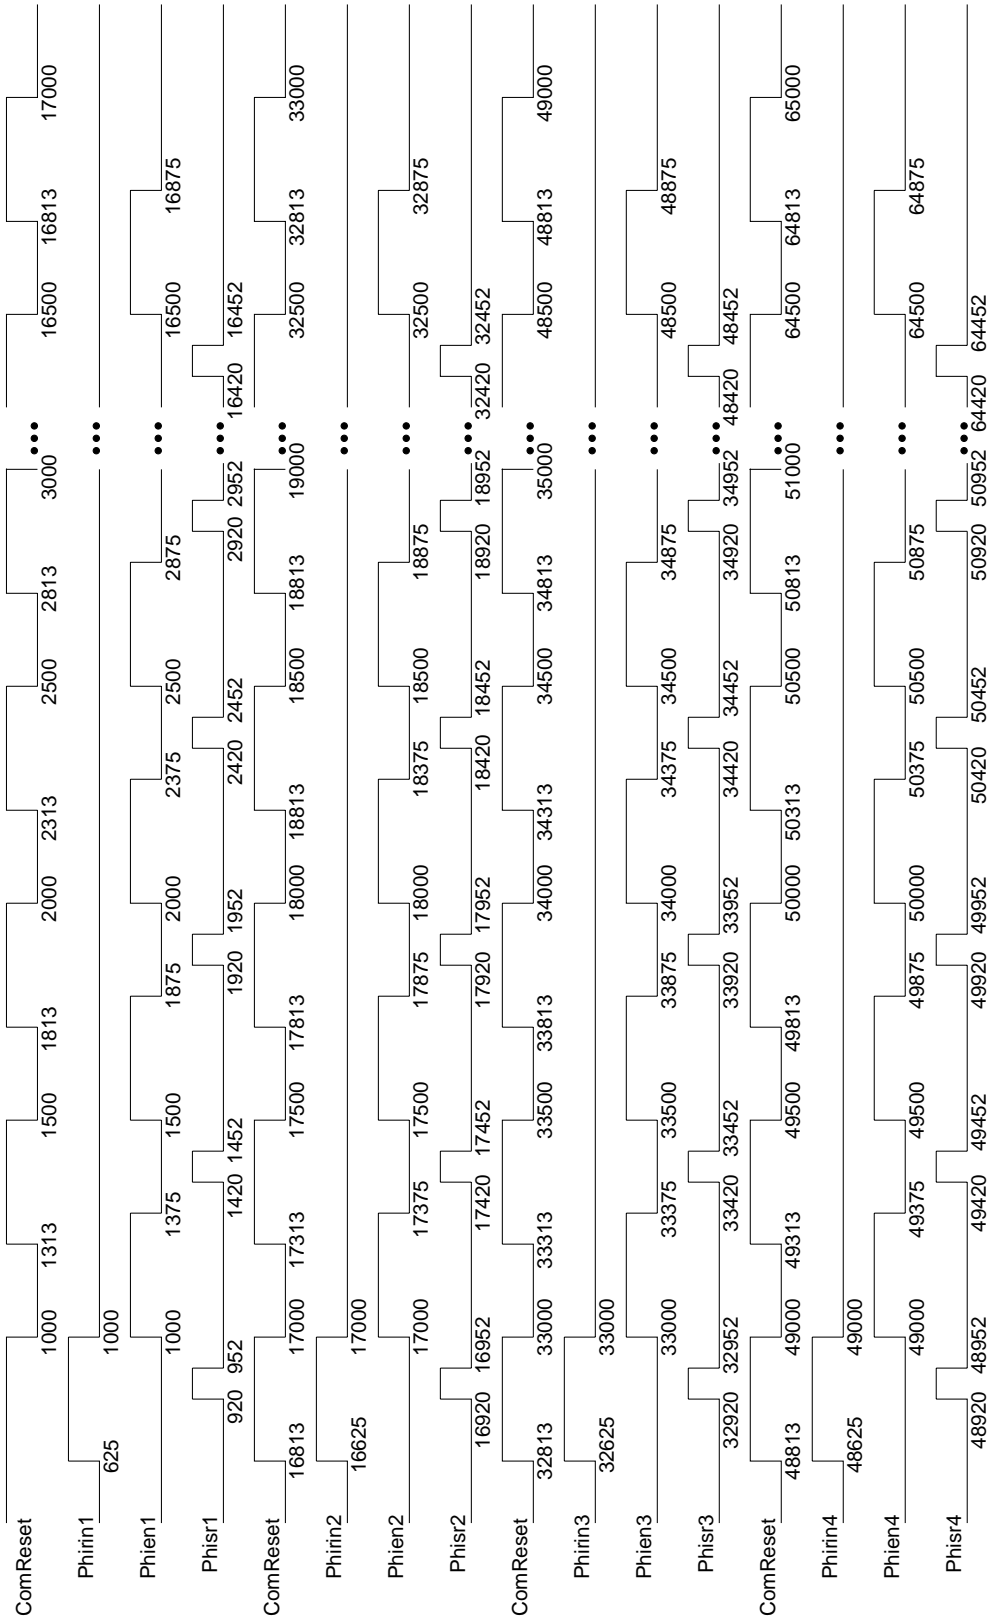 ComReset 1000 1313 1500 1813 2000 2313 2500 2813 3000 ••• 16500 16813 17000
Phirin1 625 1000 •••
Phien1 1000 1375 1500 1875 2000 2375 2500 2875 ••• 16500 16875
Phisr1 920 952 1420 1452 1920 1952 2420 2452 2920 2952 ••• 16420 16452
ComReset 16813 17000 17313 17500 17813 18000 18813 18500 18813 19000 ••• 32500 32813 33000
Phirin2 16625 17000 •••
Phien2 17000 17375 17500 17875 18000 18375 18500 18875 ••• 32500 32875
Phisr2 16920 16952 17420 17452 17920 17952 18420 18452 18920 18952 ••• 32420 32452
ComReset 32813 33000 33313 33500 33813 34000 34313 34500 34813 35000 ••• 48500 48813 49000
Phirin3 32625 33000 •••
Phien3 33000 33375 33500 33875 34000 34375 34500 34875 ••• 48500 48875
Phisr3 32920 32952 33420 33452 33920 33952 34420 34452 34920 34952 ••• 48420 48452
ComReset 48813 49000 49313 49500 49813 50000 50313 50500 50813 51000 ••• 64500 64813 65000
Phirin4 48625 49000 •••
Phien4 49000 49375 49500 49875 50000 50375 50500 50875 ••• 64500 64875
Phisr4 48920 48952 49420 49452 49920 49952 50420 50452 50920 50952 ••• 64420 64452